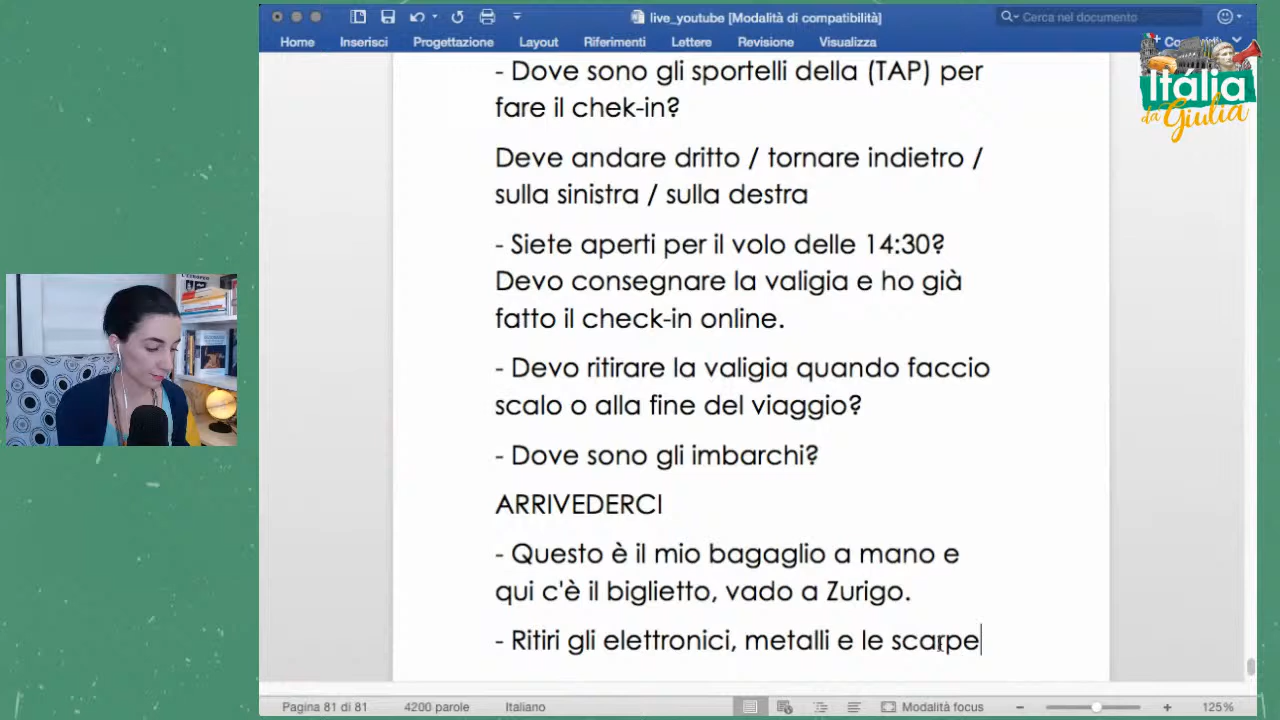 live_youtube [Modalità di compatibilità]
Cerca nel documento
Home Inserisci Progettazione Layout Riferimenti Lettere Revisione Visualizza
Itália
da Giulia
- Dove sono gli sportelli della (TAP) per
fare il chek-in?
Deve andare dritto / tornare indietro /
sulla sinistra / sulla destra
- Siete aperti per il volo delle 14:30?
Devo consegnare la valigia e ho già
fatto il check-in online.
- Devo ritirare la valigia quando faccio
scalo o alla fine del viaggio?
- Dove sono gli imbarchi?
ARRIVEDERCI
- Questo è il mio bagaglio a mano e
qui c'è il biglietto, vado a Zurigo.
- Ritiri gli elettronici, metalli e le scarpe
Pagina 81 di 81 4200 parole Italiano Modalità focus 125%